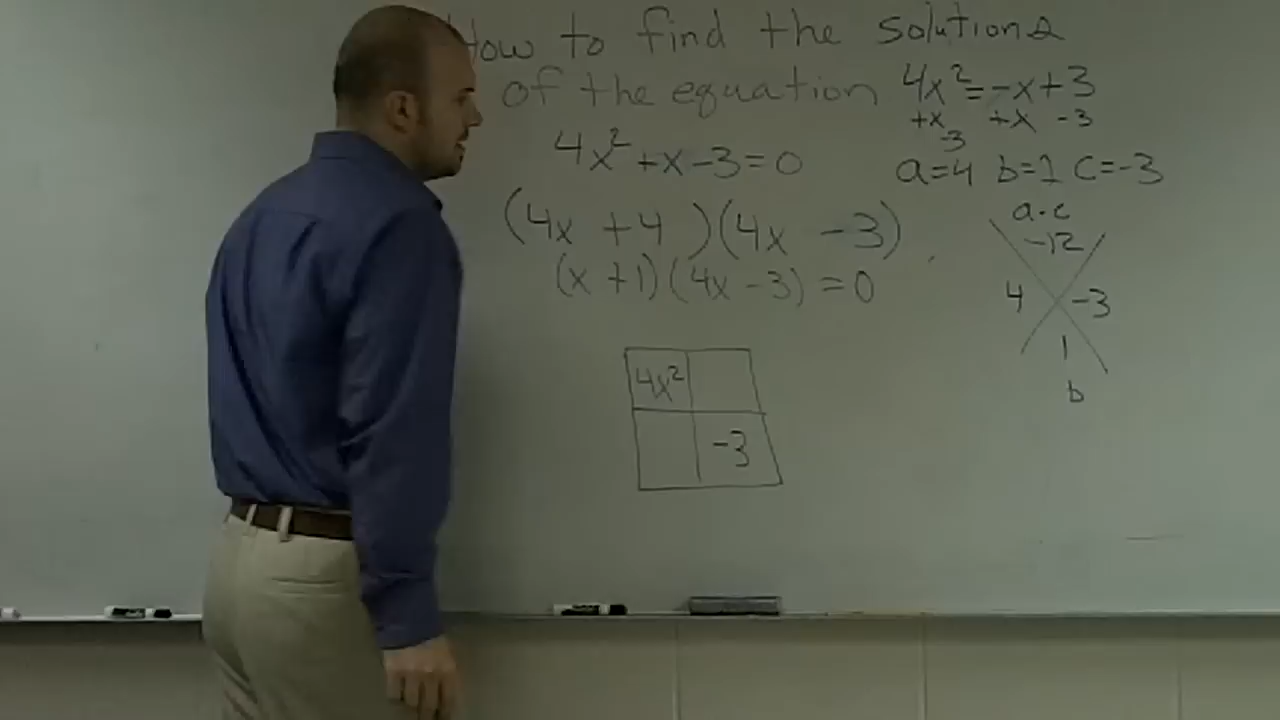 How to find the solutions
of the equation 4x² = -x+3
+x -3 +x -3
4x² +x -3 = 0
a=4 b=1 c=-3
(4x +4 )(4x -3)
(x +1)(4x -3) = 0
a·c
-12
4 -3
1
b
4x²
-3